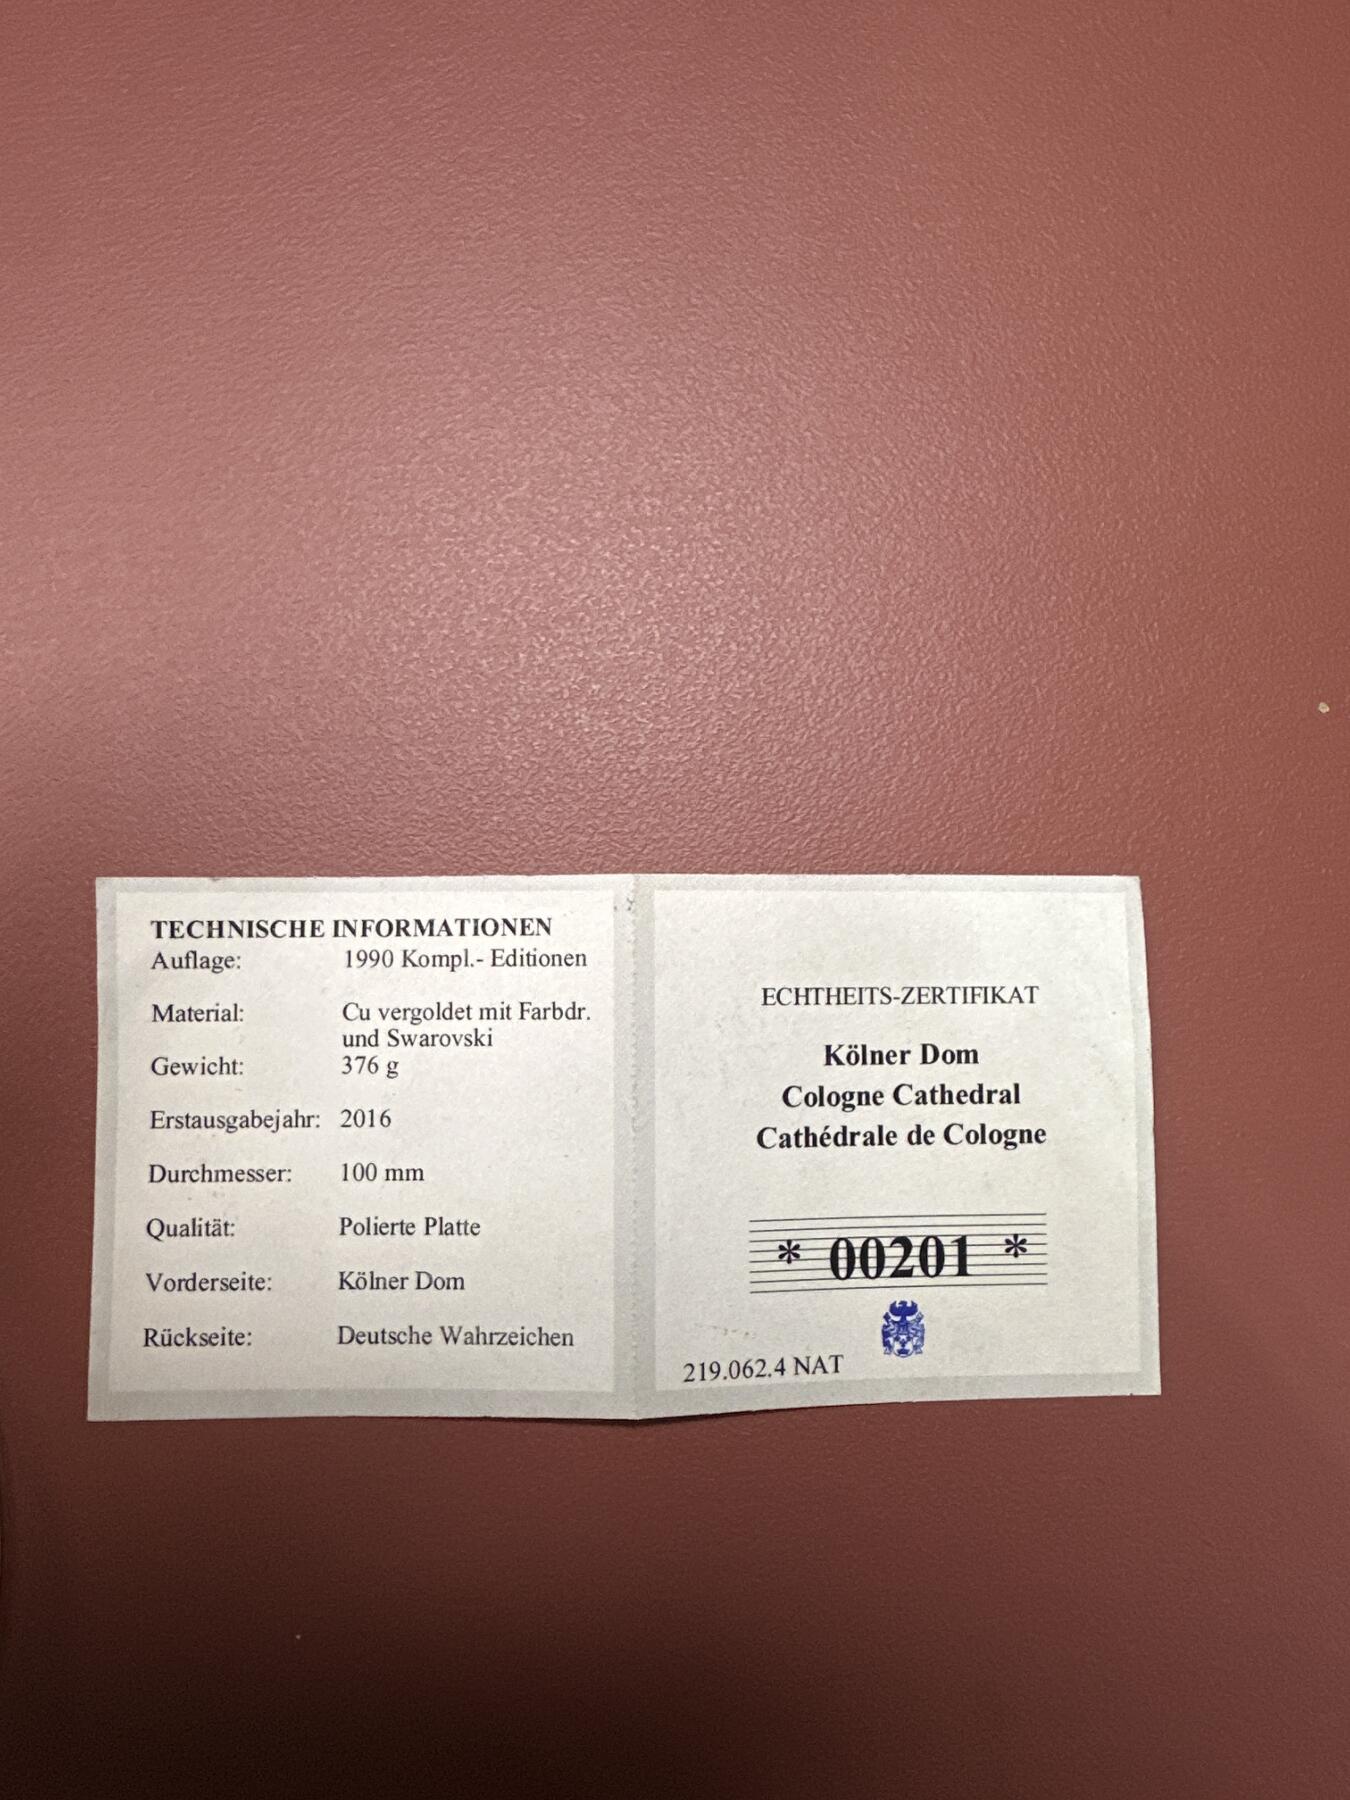 TECHNISCHE INFORMATIONEN
Auflage: 1990 Kompl.- Editionen
Material: Cu vergoldet mit Farbdr.
und Swarovski
Gewicht: 376 g
Erstausgabejahr: 2016
Durchmesser: 100 mm
Qualität: Polierte Platte
Vorderseite: Kölner Dom
Rückseite: Deutsche Wahrzeichen
ECHTHEITS-ZERTIFIKAT
Kölner Dom
Cologne Cathedral
Cathédrale de Cologne
* 00201 *
219.062.4 NAT